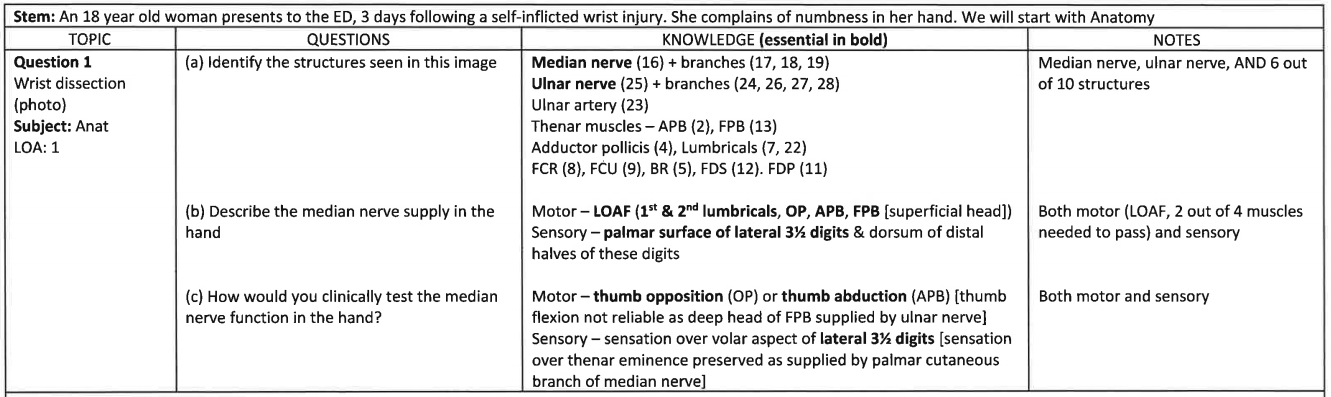 Stem: An 18 year old woman presents to the ED, 3 days following a self-inflicted wrist injury. She complains of numbness in her hand. We will start with Anatomy
TOPIC
QUESTIONS
KNOWLEDGE (essential in bold)
NOTES
Question 1
Wrist dissection
(photo)
Subject: Anat
LOA: 1
(a) Identify the structures seen in this image
Median nerve (16) + branches (17, 18, 19)
Ulnar nerve (25) + branches (24, 26, 27, 28)
Ulnar artery (23)
Thenar muscles – APB (2), FPB (13)
Adductor pollicis (4), Lumbricals (7, 22)
FCR (8), FCU (9), BR (5), FDS (12). FDP (11)
Median nerve, ulnar nerve, AND 6 out
of 10 structures
(b) Describe the median nerve supply in the
hand
Motor – LOAF (1st & 2nd lumbricals, OP, APB, FPB [superficial head])
Sensory – palmar surface of lateral 3½ digits & dorsum of distal
halves of these digits
Both motor (LOAF, 2 out of 4 muscles
needed to pass) and sensory
(c) How would you clinically test the median
nerve function in the hand?
Motor – thumb opposition (OP) or thumb abduction (APB) [thumb
flexion not reliable as deep head of FPB supplied by ulnar nerve]
Sensory – sensation over volar aspect of lateral 3½ digits [sensation
over thenar eminence preserved as supplied by palmar cutaneous
branch of median nerve]
Both motor and sensory